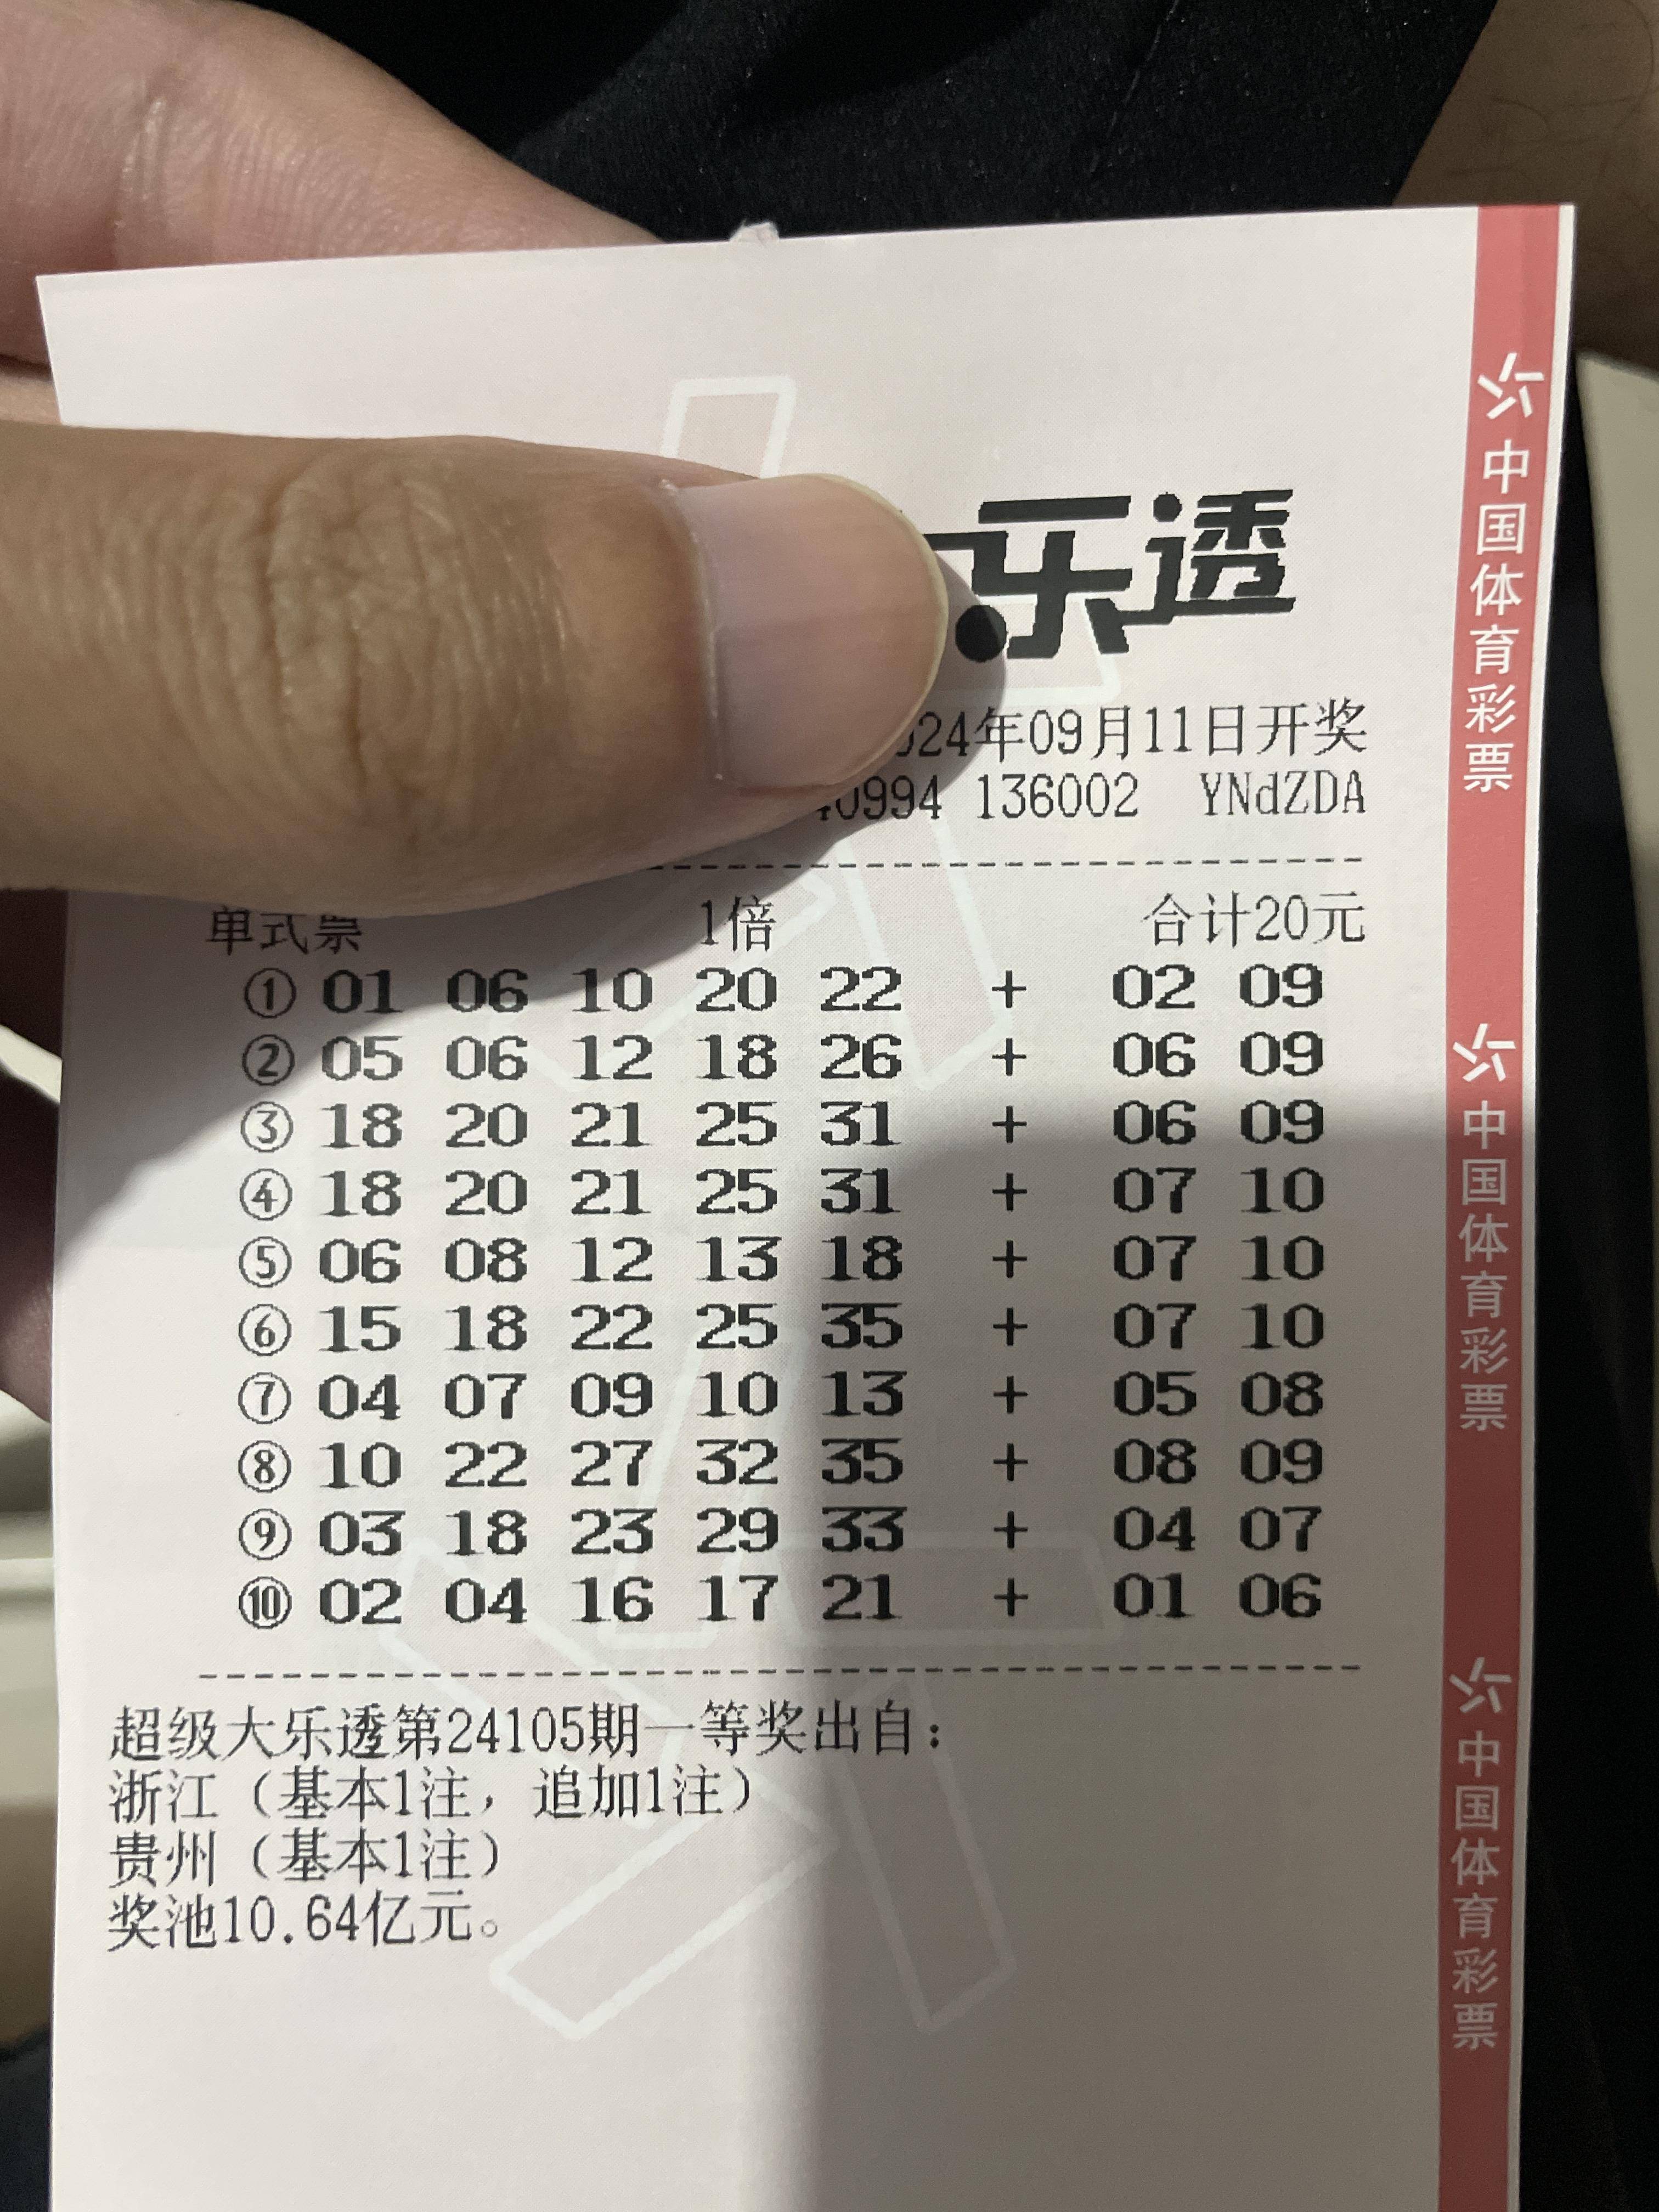 乐透
24年09月11日开奖
0994 136002 YNdZDA
单式票 1倍 合计20元
① 01 06 10 20 22 + 02 09
② 05 06 12 18 26 + 06 09
③ 18 20 21 25 31 + 06 09
④ 18 20 21 25 31 + 07 10
⑤ 06 08 12 13 18 + 07 10
⑥ 15 18 22 25 35 + 07 10
⑦ 04 07 09 10 13 + 05 08
⑧ 10 22 27 32 35 + 08 09
⑨ 03 18 23 29 33 + 04 07
⑩ 02 04 16 17 21 + 01 06
超级大乐透第24105期一等奖出自：
浙江（基本1注，追加1注）
贵州（基本1注）
奖池10.64亿元。
中国体育彩票
中国体育彩票
中国体育彩票